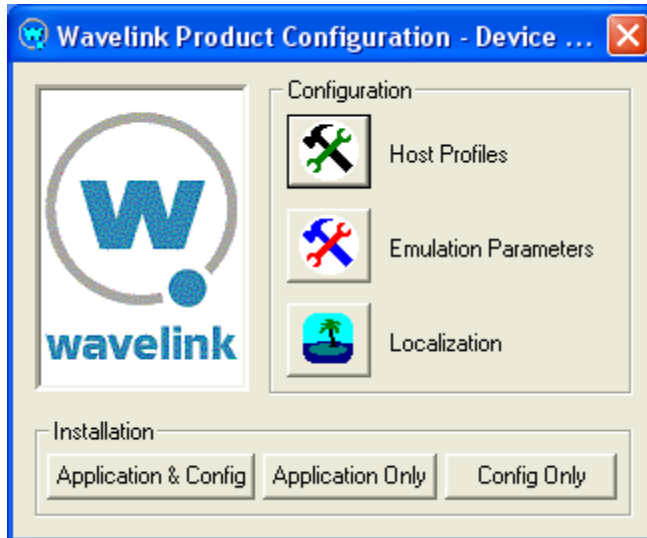 Wavelink Product Configuration - Device ...
Configuration
Host Profiles
Emulation Parameters
Localization
w
wavelink
Installation
Application & Config
Application Only
Config Only